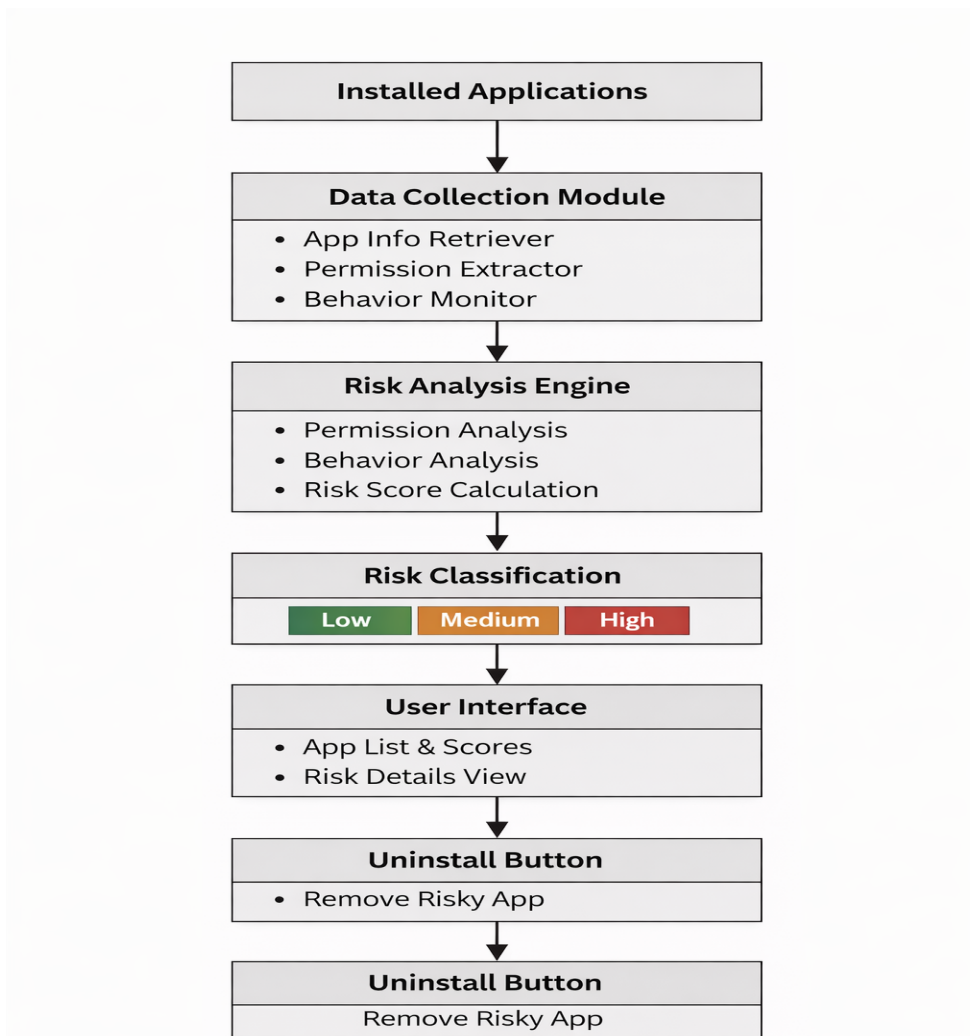 Installed Applications
Data Collection Module
• App Info Retriever
• Permission Extractor
• Behavior Monitor
Risk Analysis Engine
• Permission Analysis
• Behavior Analysis
• Risk Score Calculation
Risk Classification
Low Medium High
User Interface
• App List & Scores
• Risk Details View
Uninstall Button
• Remove Risky App
Uninstall Button
Remove Risky App